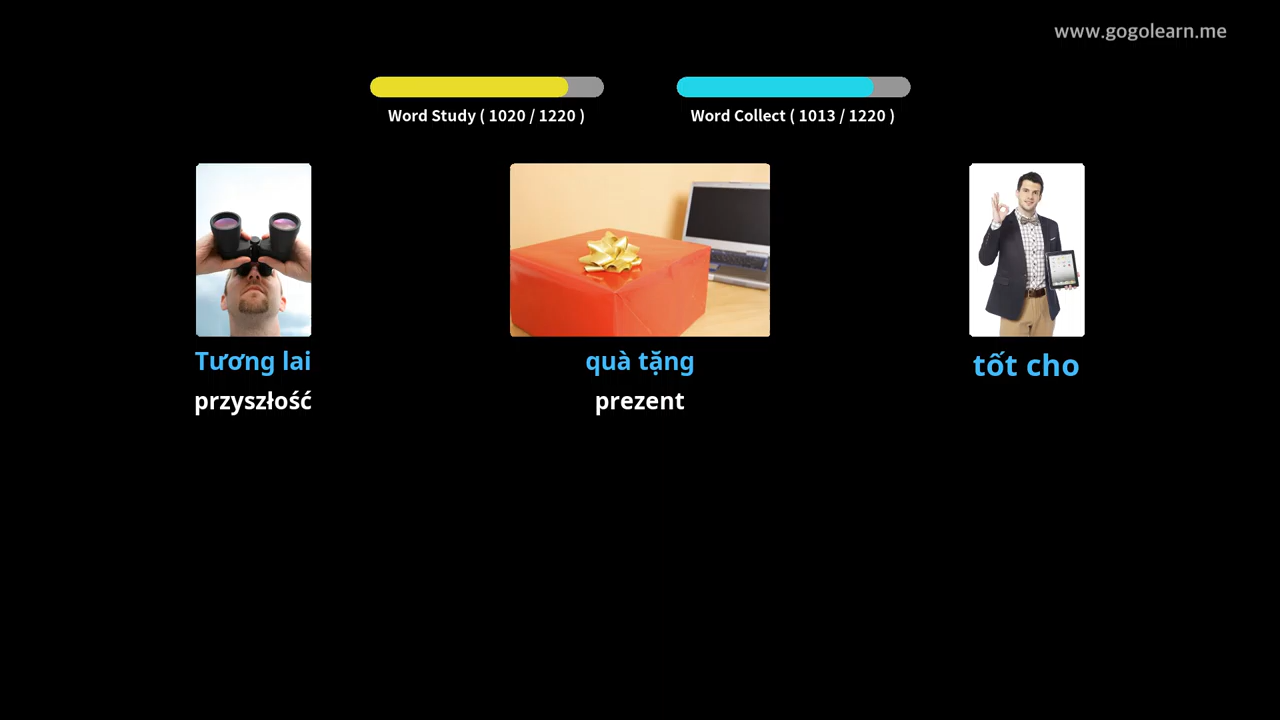 www.gogolearn.me
Word Study ( 1020 / 1220 )
Word Collect ( 1013 / 1220 )
Tương lai
przyszłość
quà tặng
prezent
tốt cho